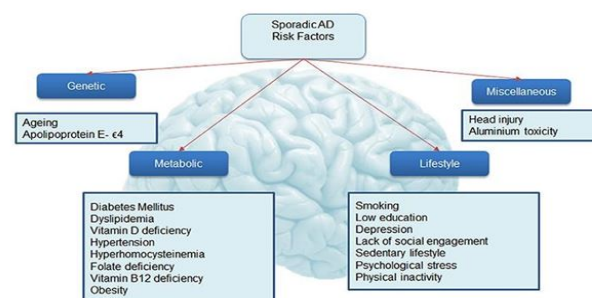 Sporadic AD
Risk Factors
Genetic
Miscellaneous
Ageing
Apolipoprotein E- ϵ4
Head injury
Aluminium toxicity
Metabolic
Lifestyle
Diabetes Mellitus
Dyslipidemia
Vitamin D deficiency
Hypertension
Hyperhomocysteinemia
Folate deficiency
Vitamin B12 deficiency
Obesity
Smoking
Low education
Depression
Lack of social engagement
Sedentary lifestyle
Psychological stress
Physical inactivity